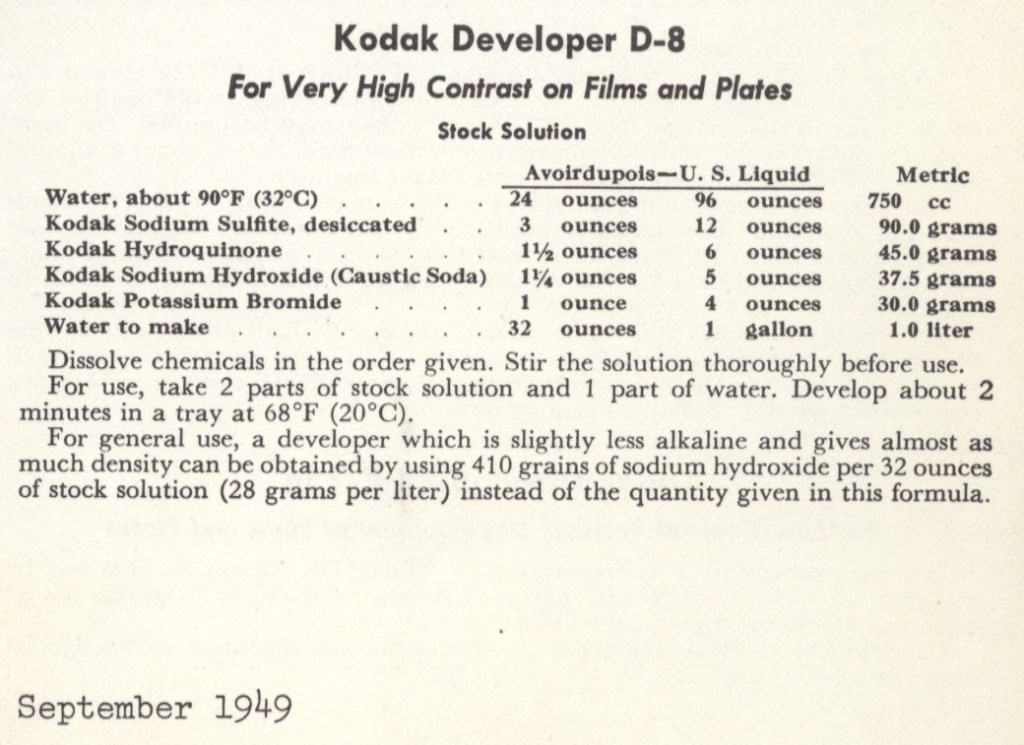 Kodak Developer D-8
For Very High Contrast on Films and Plates
Stock Solution
Avoirdupois—U. S. Liquid Metric
Water, about 90°F (32°C) 24 ounces 96 ounces 750 cc
Kodak Sodium Sulfite, desiccated . . 3 ounces 12 ounces 90.0 grams
Kodak Hydroquinone . . . . . 1½ ounces 6 ounces 45.0 grams
Kodak Sodium Hydroxide (Caustic Soda) 1¼ ounces 5 ounces 37.5 grams
Kodak Potassium Bromide . . . . 1 ounce 4 ounces 30.0 grams
Water to make . . . . . . 32 ounces 1 gallon 1.0 liter
Dissolve chemicals in the order given. Stir the solution thoroughly before use.
For use, take 2 parts of stock solution and 1 part of water. Develop about 2
minutes in a tray at 68°F (20°C).
For general use, a developer which is slightly less alkaline and gives almost as
much density can be obtained by using 410 grains of sodium hydroxide per 32 ounces
of stock solution (28 grams per liter) instead of the quantity given in this formula.
September 1949